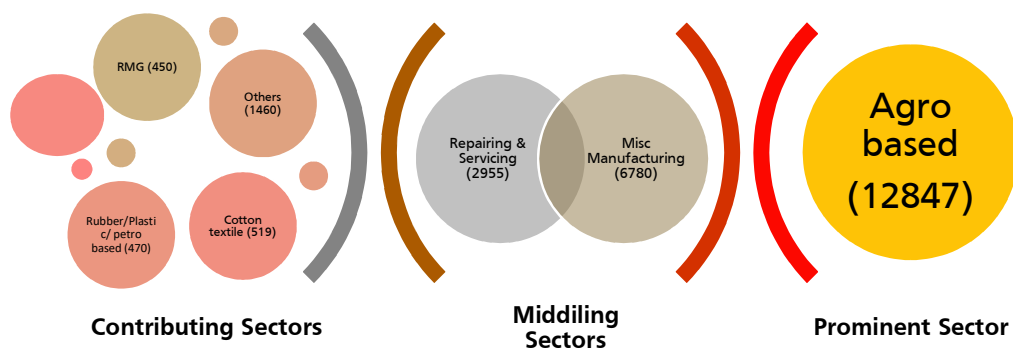 RMG (450)
Others
(1460)
Rubber/Plasti
c/ petro
based (470)
Cotton
textile (519)
Contributing Sectors
Repairing &
Servicing
(2955)
Misc
Manufacturing
(6780)
Middiling
Sectors
Agro
based
(12847)
Prominent Sector